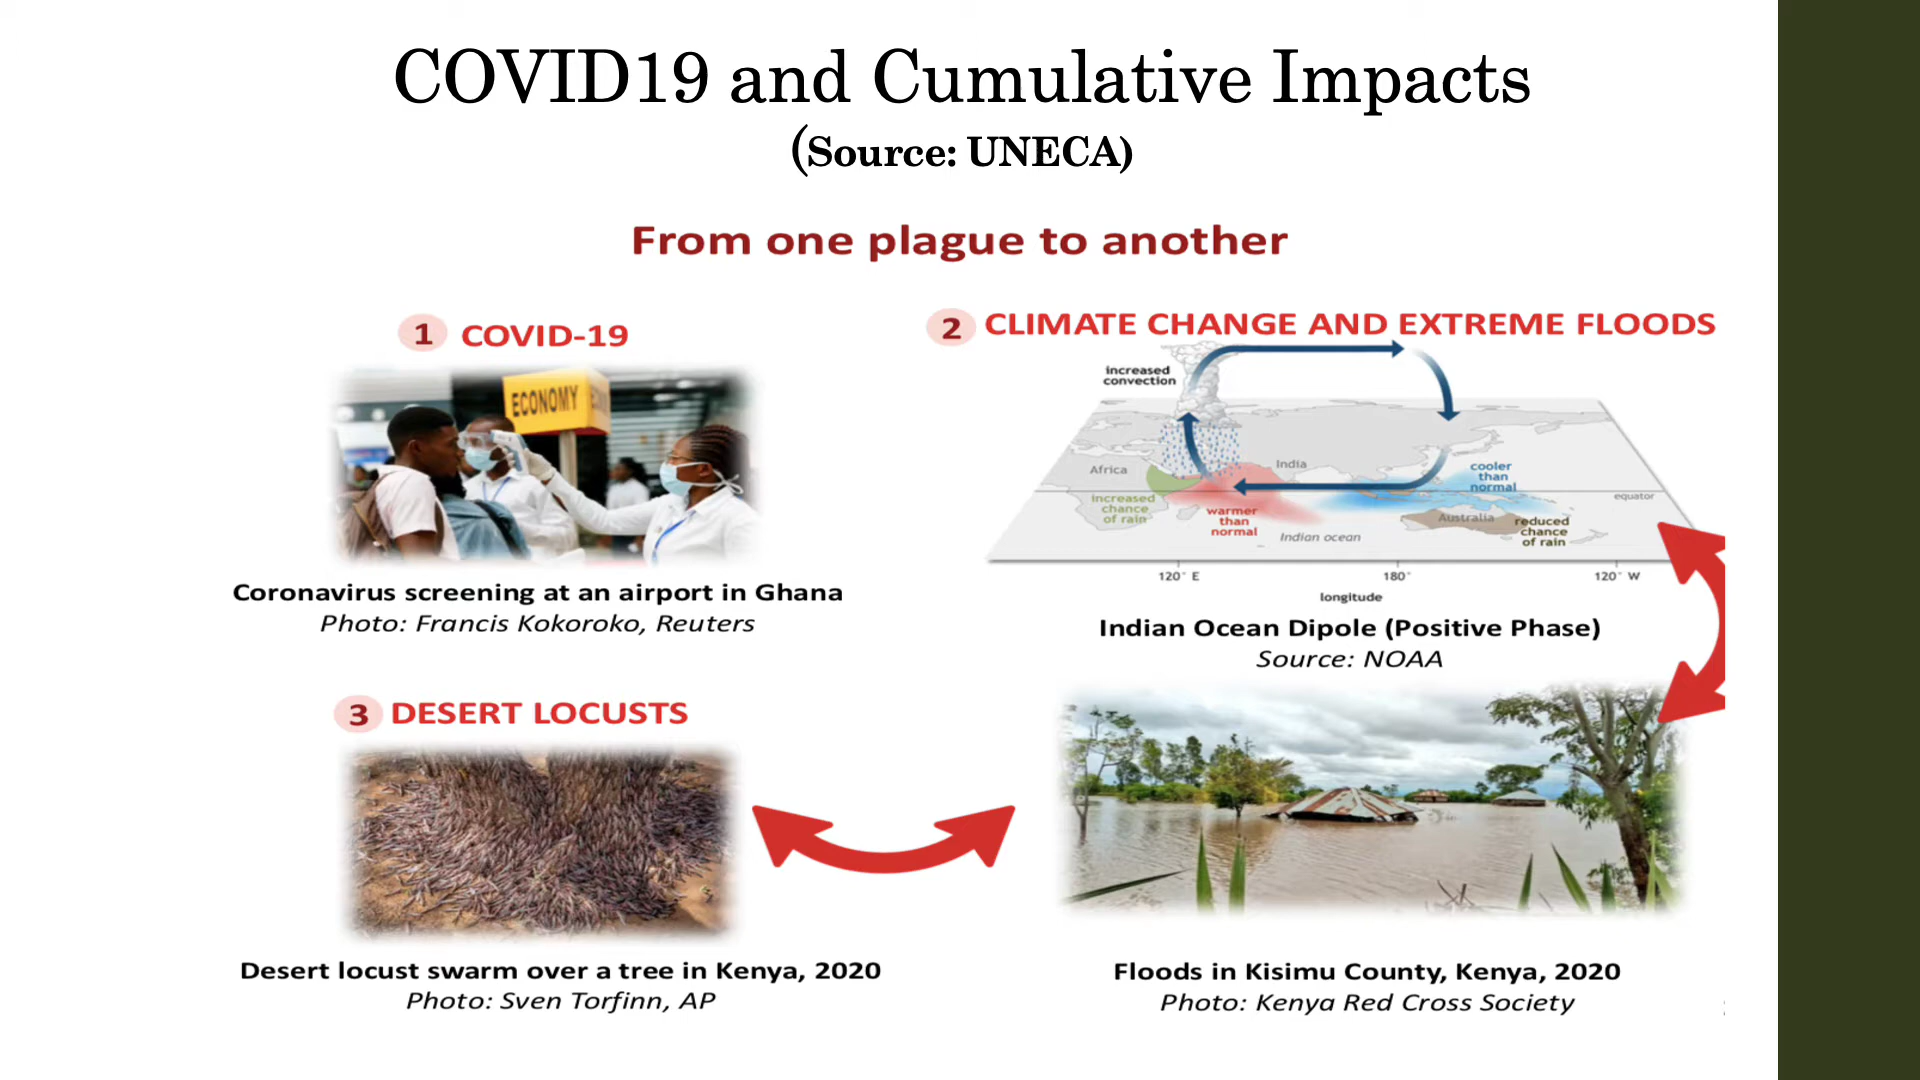 COVID19 and Cumulative Impacts
(Source: UNECA)
From one plague to another
1 COVID-19
ECONOMY
Coronavirus screening at an airport in Ghana
Photo: Francis Kokoroko, Reuters
2 CLIMATE CHANGE AND EXTREME FLOODS
increased
convection
Africa
India
cooler
than
normal
equator
increased
chance
of rain
warmer
than
normal
Indian ocean
Australia
reduced
chance
of rain
120° E
180°
120° W
longitude
Indian Ocean Dipole (Positive Phase)
Source: NOAA
3 DESERT LOCUSTS
Desert locust swarm over a tree in Kenya, 2020
Photo: Sven Torfinn, AP
Floods in Kisimu County, Kenya, 2020
Photo: Kenya Red Cross Society